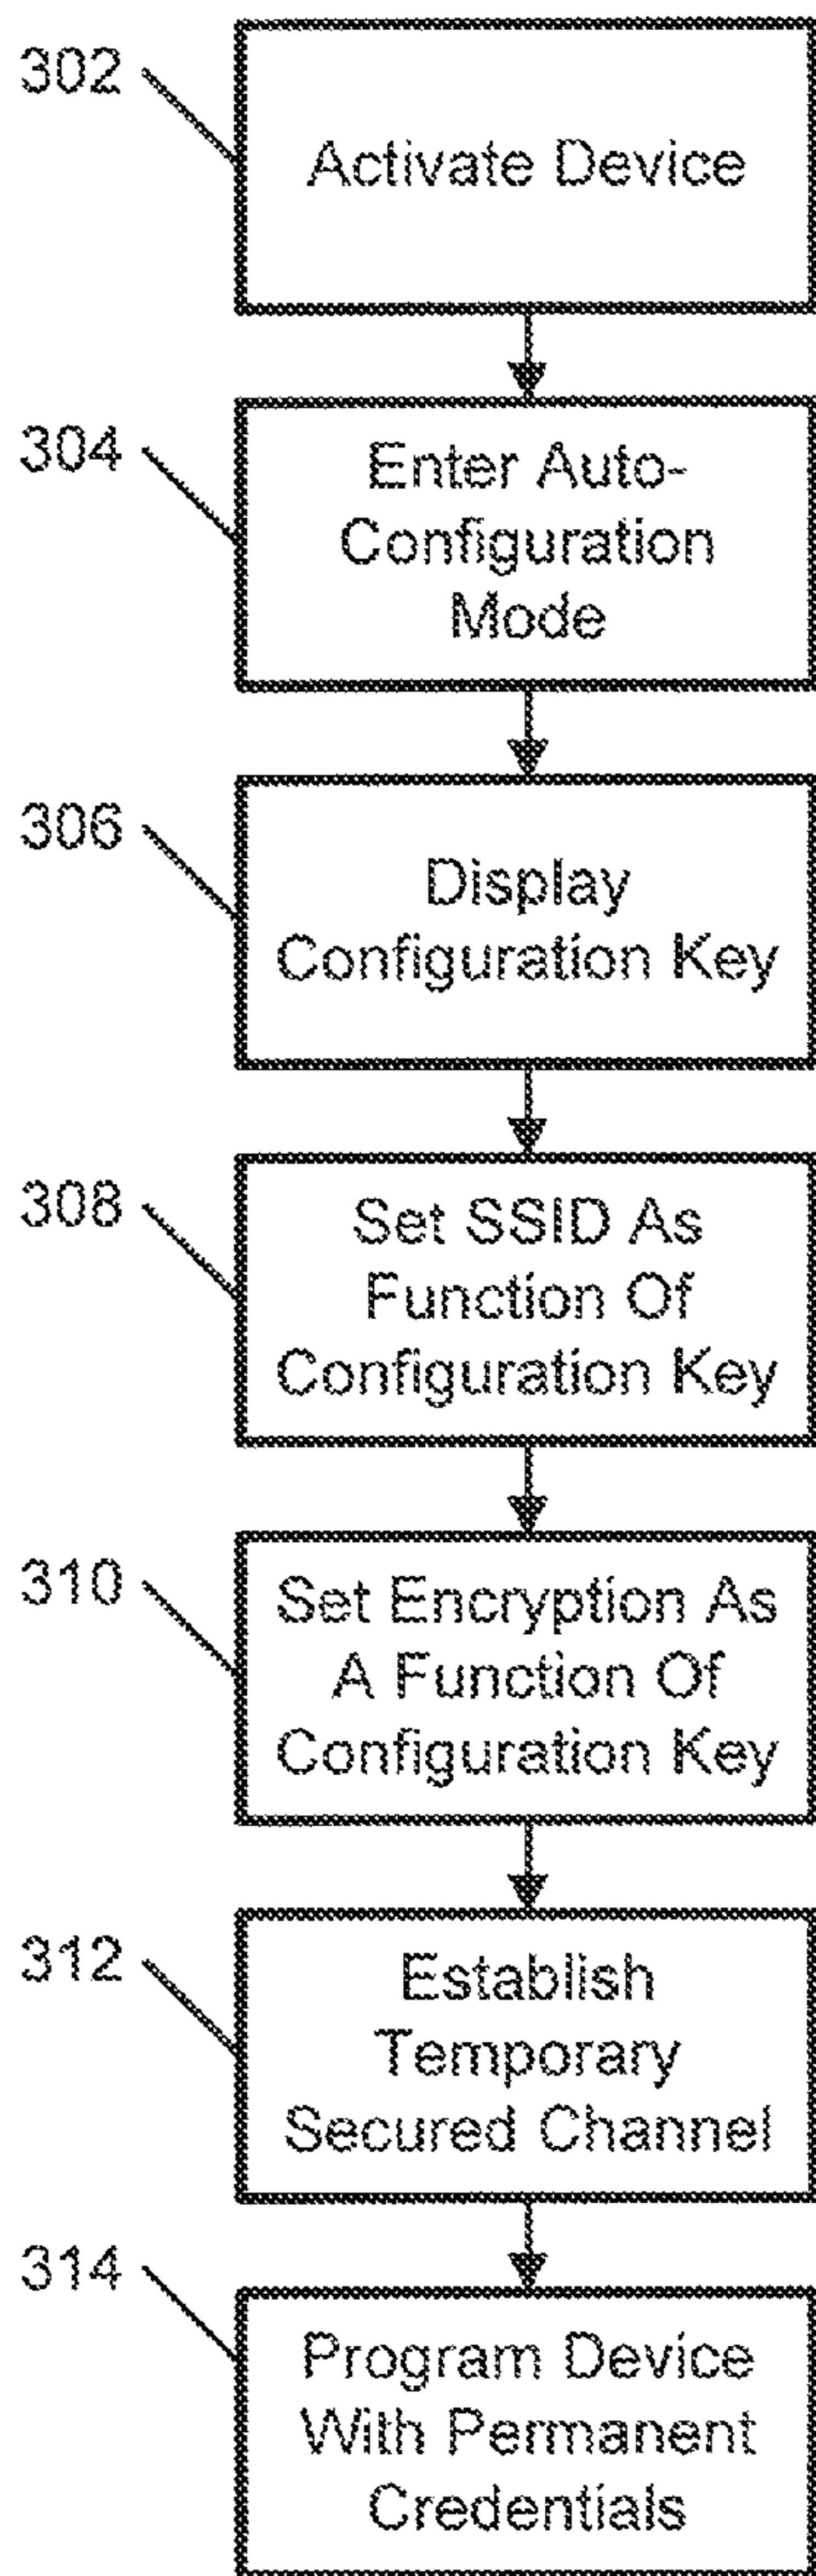 302
Activate Device
304
Enter Auto-
Configuration
Mode
306
Display
Configuration Key
308
Set SSID As
Function Of
Configuration Key
310
Set Encryption As
A Function Of
Configuration Key
312
Establish
Temporary
Secured Channel
314
Program Device
With Permanent
Credentials